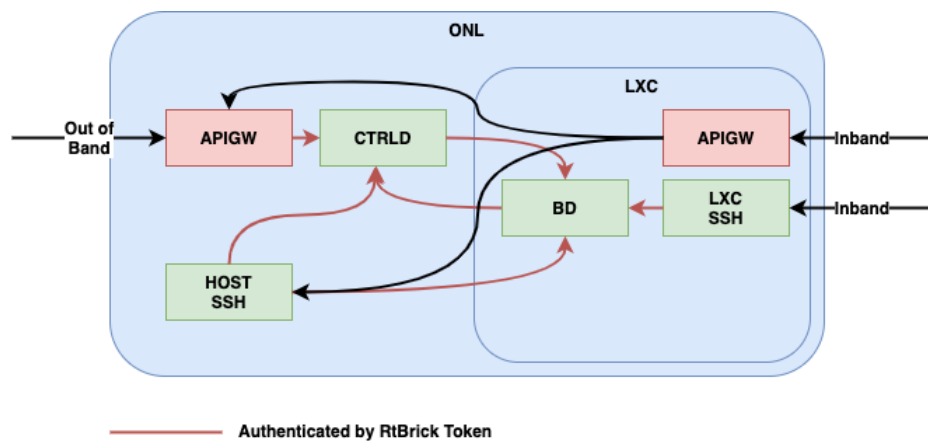 ONL
LXC
Out of
Band
APIGW
CTRLD
APIGW
Inband
BD
LXC
SSH
Inband
HOST
SSH
Authenticated by RtBrick Token